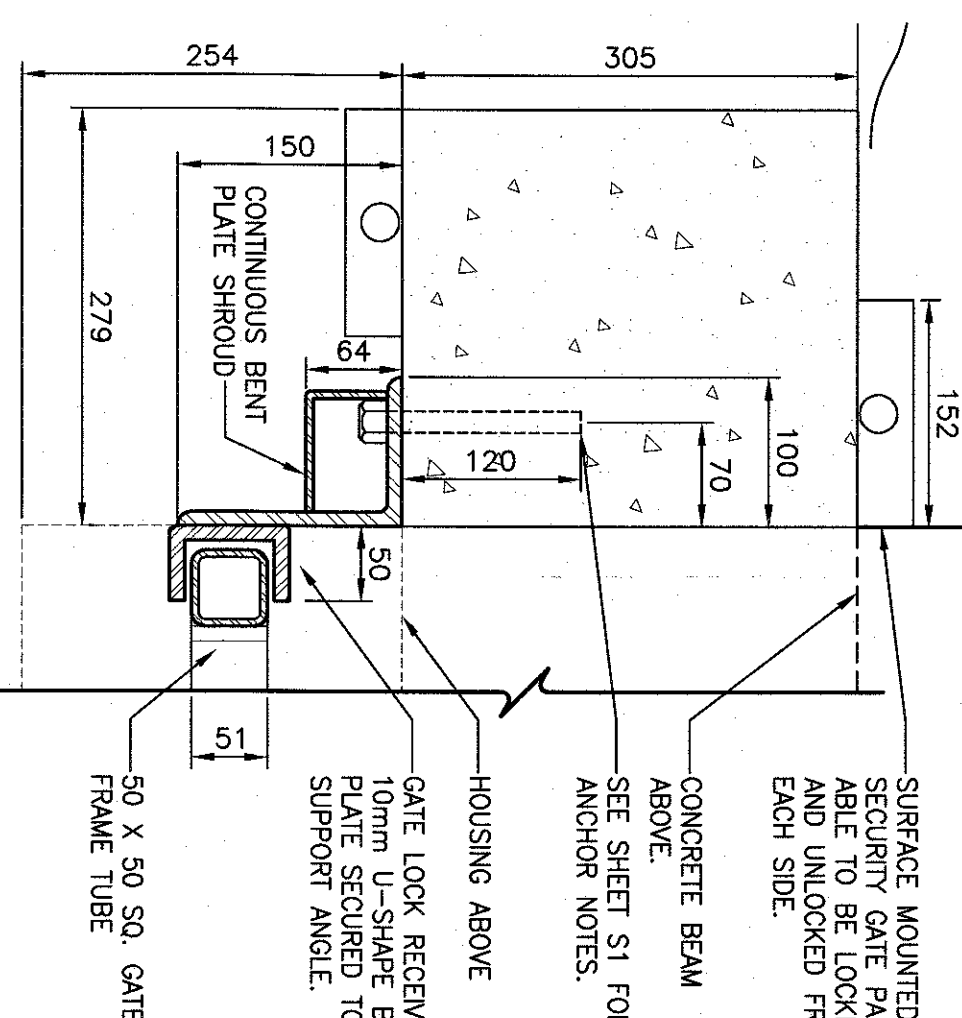 254
305
150
152
CONTINUOUS BENT
PLATE SHROUD
279
64
100
70
120
50
51
SURFACE MOUNTED
SECURITY GATE PA
ABLE TO BE LOCK
AND UNLOCKED FR
EACH SIDE.
CONCRETE BEAM
ABOVE.
SEE SHEET S1 FO
ANCHOR NOTES.
HOUSING ABOVE
GATE LOCK RECEIV
10mm U-SHAPE B
PLATE SECURED TO
SUPPORT ANGLE.
50 X 50 SQ. GATE
FRAME TUBE